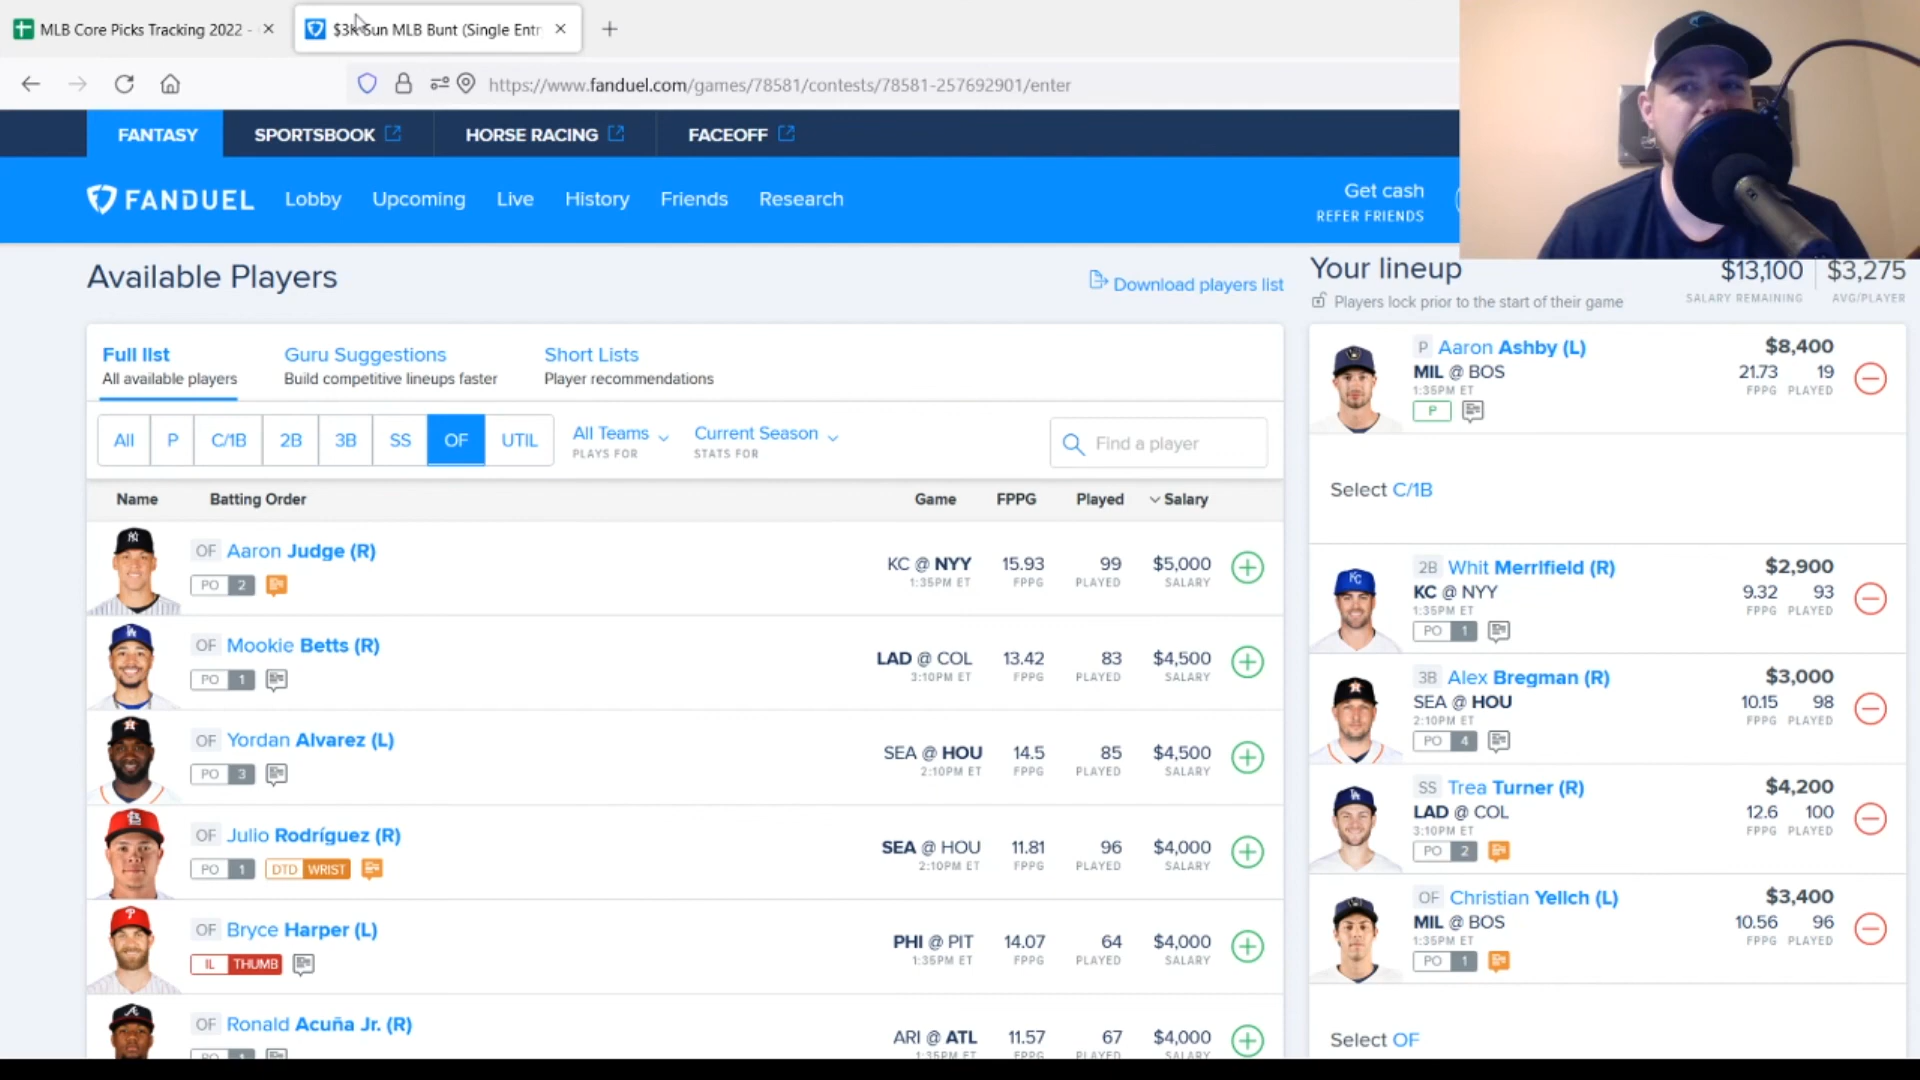 MLB Core Picks Tracking 2022 -
$3K Sun MLB Bunt (Single Entr
https://www.fanduel.com/games/78581/contests/78581-257692901/enter
FANTASY
SPORTSBOOK
HORSE RACING
FACEOFF
FANDUEL
Lobby
Upcoming
Live
History
Friends
Research
Get cash
REFER FRIENDS
Available Players
Download players list
Full list
All available players
Guru Suggestions
Build competitive lineups faster
Short Lists
Player recommendations
All
P
C/1B
2B
3B
SS
OF
UTIL
All Teams
PLAYS FOR
Current Season
STATS FOR
Find a player
Name Batting Order Game FPPG Played Salary
OF Aaron Judge (R)
PO 2
KC @ NYY 15.93 99 $5,000
1:35PM ET FPPG PLAYED SALARY
OF Mookie Betts (R)
PO 1
LAD @ COL 13.42 83 $4,500
3:10PM ET FPPG PLAYED SALARY
OF Yordan Alvarez (L)
PO 3
SEA @ HOU 14.5 85 $4,500
2:10PM ET FPPG PLAYED SALARY
OF Julio Rodríguez (R)
PO 1 DTD WRIST
SEA @ HOU 11.81 96 $4,000
2:10PM ET FPPG PLAYED SALARY
OF Bryce Harper (L)
IL THUMB
PHI @ PIT 14.07 64 $4,000
1:35PM ET FPPG PLAYED SALARY
OF Ronald Acuña Jr. (R)
PO 1
ARI @ ATL 11.57 67 $4,000
1:35PM ET FPPG PLAYED SALARY
Your lineup
Players lock prior to the start of their game
$13,100 $3,275
SALARY REMAINING AVG/PLAYER
P Aaron Ashby (L) $8,400
MIL @ BOS 21.73 19
1:35PM ET FPPG PLAYED
P
Select C/1B
2B Whit Merrifield (R) $2,900
KC @ NYY 9.32 93
1:35PM ET FPPG PLAYED
PO 1
3B Alex Bregman (R) $3,000
SEA @ HOU 10.15 98
2:10PM ET FPPG PLAYED
PO 4
SS Trea Turner (R) $4,200
LAD @ COL 12.6 100
3:10PM ET FPPG PLAYED
PO 2
OF Christian Yelich (L) $3,400
MIL @ BOS 10.56 96
1:35PM ET FPPG PLAYED
PO 1
Select OF